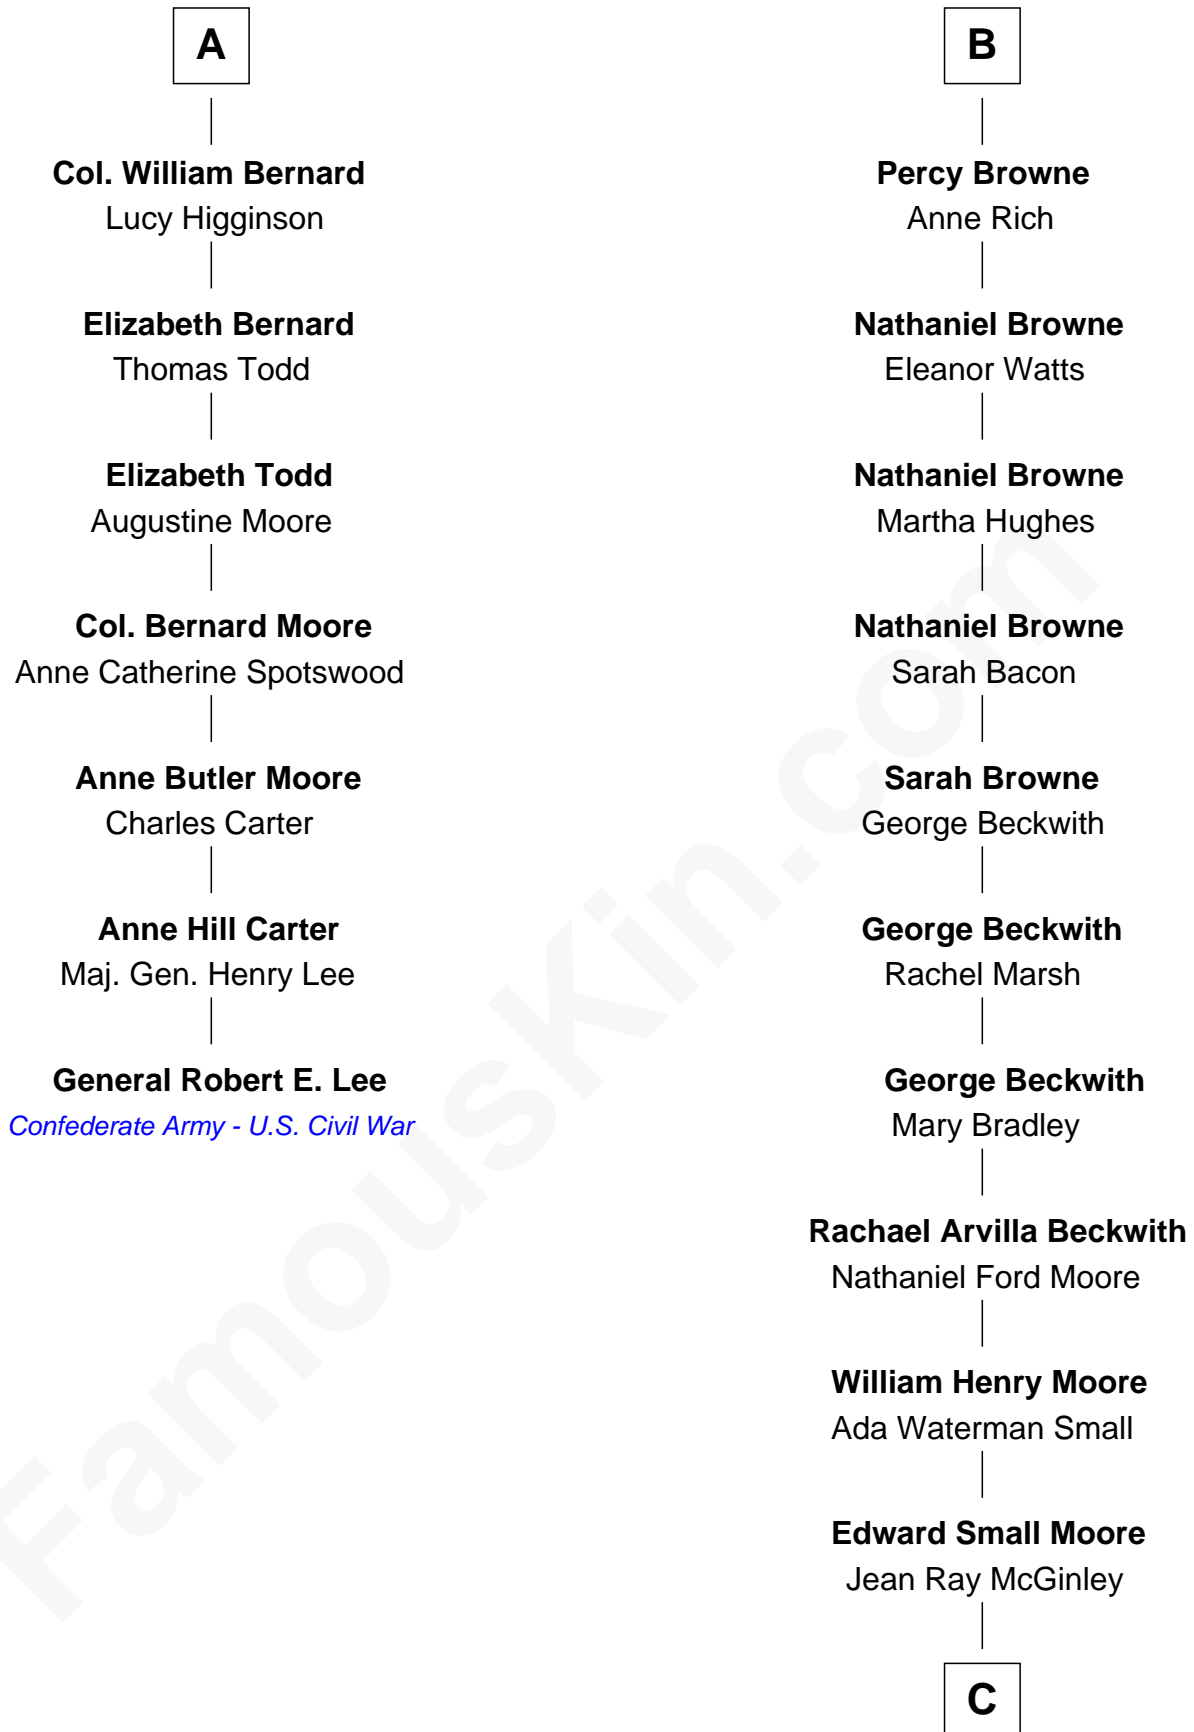 A
Col. William Bernard
Lucy Higginson
Elizabeth Bernard
Thomas Todd
Elizabeth Todd
Augustine Moore
Col. Bernard Moore
Anne Catherine Spotswood
Anne Butler Moore
Charles Carter
Anne Hill Carter
Maj. Gen. Henry Lee
General Robert E. Lee
Confederate Army - U.S. Civil War
B
Percy Browne
Anne Rich
Nathaniel Browne
Eleanor Watts
Nathaniel Browne
Martha Hughes
Nathaniel Browne
Sarah Bacon
Sarah Browne
George Beckwith
George Beckwith
Rachel Marsh
George Beckwith
Mary Bradley
Rachael Arvilla Beckwith
Nathaniel Ford Moore
William Henry Moore
Ada Waterman Small
Edward Small Moore
Jean Ray McGinley
C
FamousKin.com